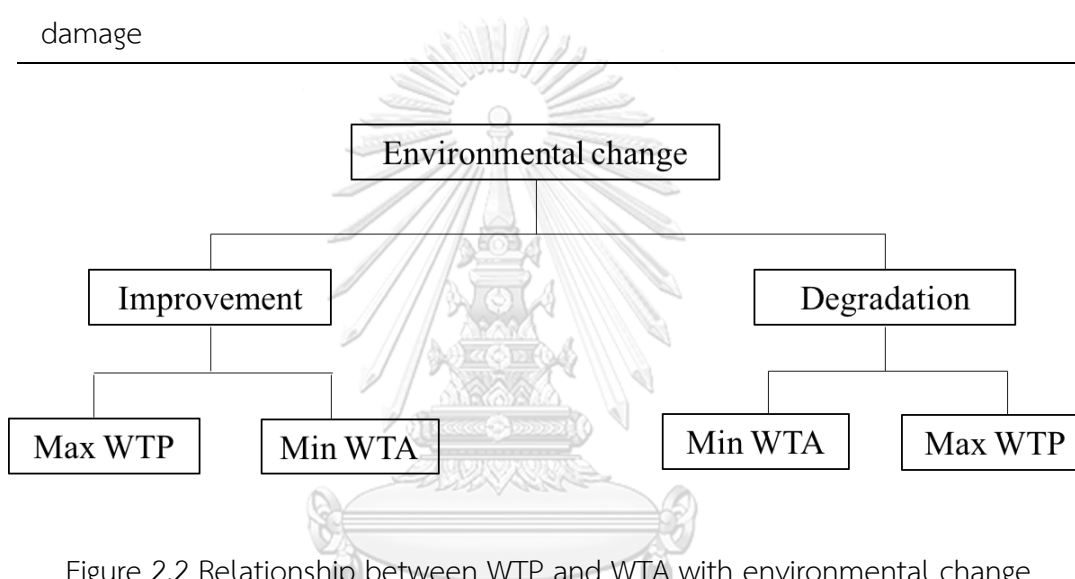 damage
Environmental change
Improvement
Degradation
Max WTP
Min WTA
Min WTA
Max WTP
Figure 2.2 Relationship between WTP and WTA with environmental change